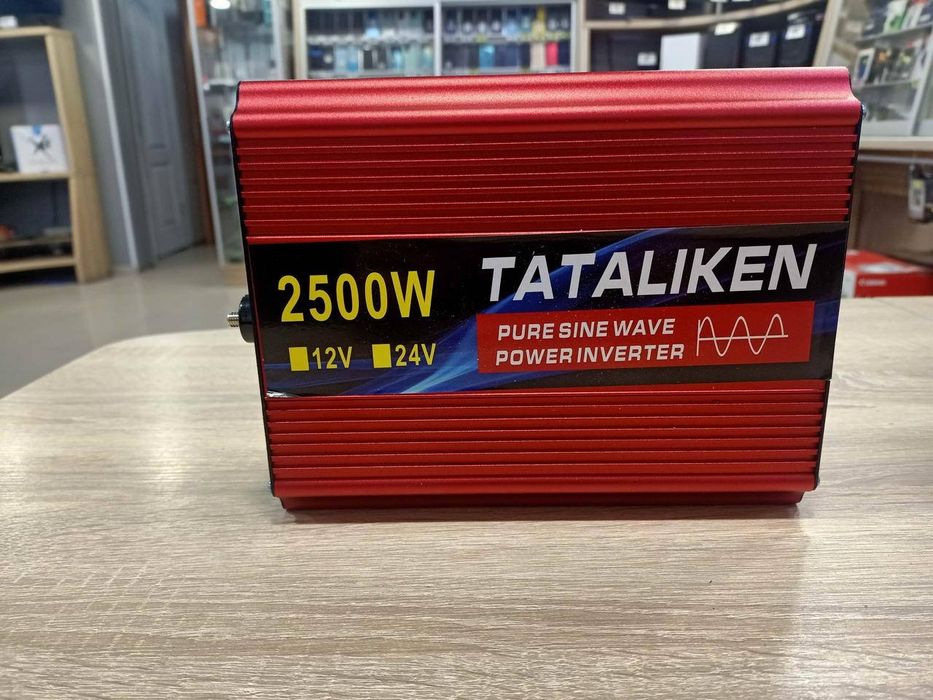 2500W
12V 24V
TATALIKEN
PURE SINE WAVE
POWER INVERTER